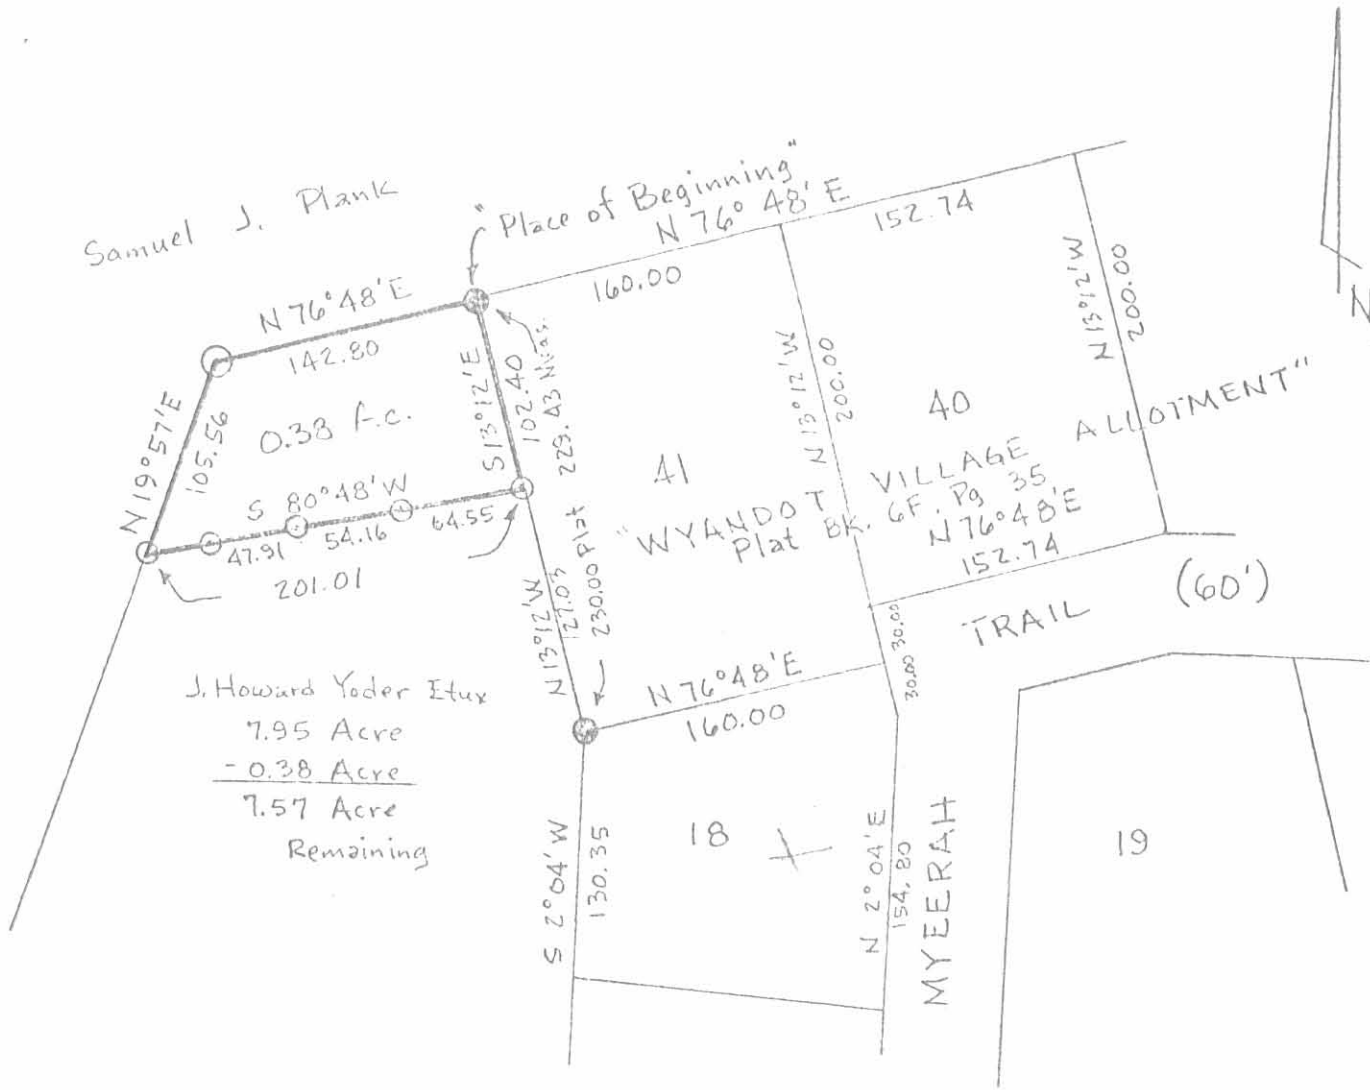 Samuel J. Plank
"Place of Beginning"
N 76° 48' E
160.00
152.74
N 76° 48' E
142.80
N 19° 57' E
105.56
0.38 Ac.
S 13° 12' E
102.40
229.43 Meas.
S 80° 48' W
47.91
54.16
64.55
201.01
N 13° 12' W
127.03
230.00 Plat
N 13° 12' W
200.00
N 13° 12' W
200.00
N
41
40
"WYANDOT VILLAGE ALLOTMENT"
Plat BK. 6F, Pg 35
N 76° 48' E
152.74
30.00 30.00
TRAIL (60')
N 76° 48' E
160.00
J. Howard Yoder Etux
7.95 Acre
- 0.38 Acre
7.57 Acre
Remaining
S 2° 04' W
130.35
18
N 2° 04' E
154.80
MYEERAH
19